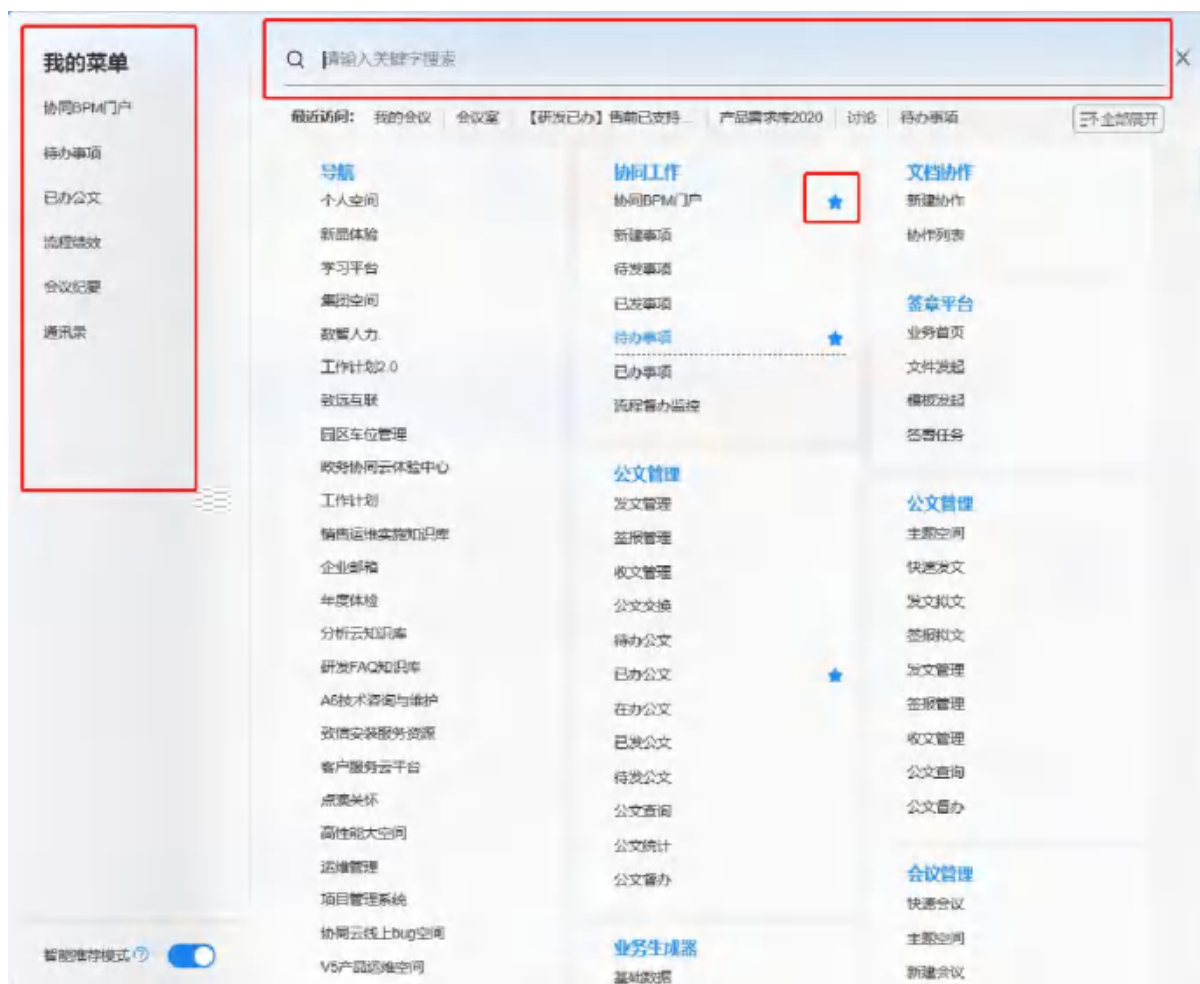 我的菜单
协同BPM门户
待办事项
已办公文
流程绩效
会议纪要
通讯录
智能推荐模式
请输入关键字搜索
最近访问： 我的会议 会议室 【研发已办】售前已支持... 产品需求库2020 讨论 待办事项 全部展开
导航
个人空间
新品体验
学习平台
集团空间
数智人力
工作计划2.0
致远互联
园区车位管理
政务协同云体验中心
工作计划
销售运维实施知识库
企业邮箱
年度体检
分析云知识库
研发FAQ知识库
A6技术咨询与维护
致信安装服务资源
客户服务云平台
点滴关怀
高性能大空间
运维管理
项目管理系统
协同云线上bug空间
V5产品运维空间
协同工作
协同BPM门户
新建事项
待发事项
已发事项
待办事项
已办事项
流程督办监控
公文管理
发文管理
签报管理
收文管理
公文交换
待办公文
已办公文
在办公文
已发公文
待发公文
公文查询
公文统计
公文督办
业务生成器
基础数据
文档协作
新建协作
协作列表
签章平台
业务首页
文件发起
模板发起
签署任务
公文管理
主题空间
快速发文
发文拟文
签报拟文
发文管理
签报管理
收文管理
公文查询
公文督办
会议管理
快速会议
主题空间
新建会议